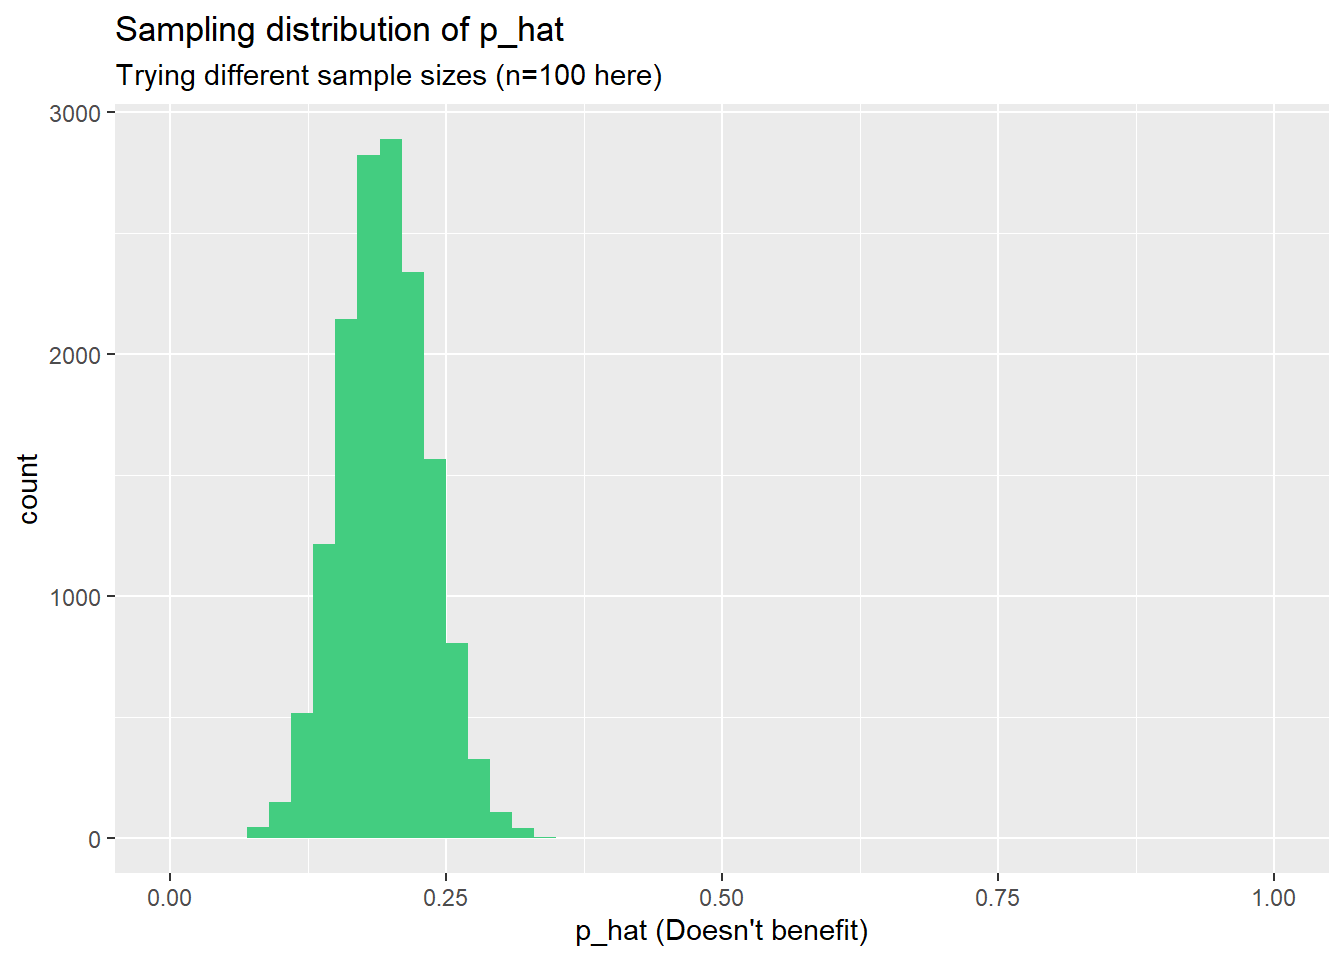 Sampling distribution of p_hat
Trying different sample sizes (n=100 here)
3000
2000
1000
0
count
0.00 0.25 0.50 0.75 1.00
p_hat (Doesn't benefit)